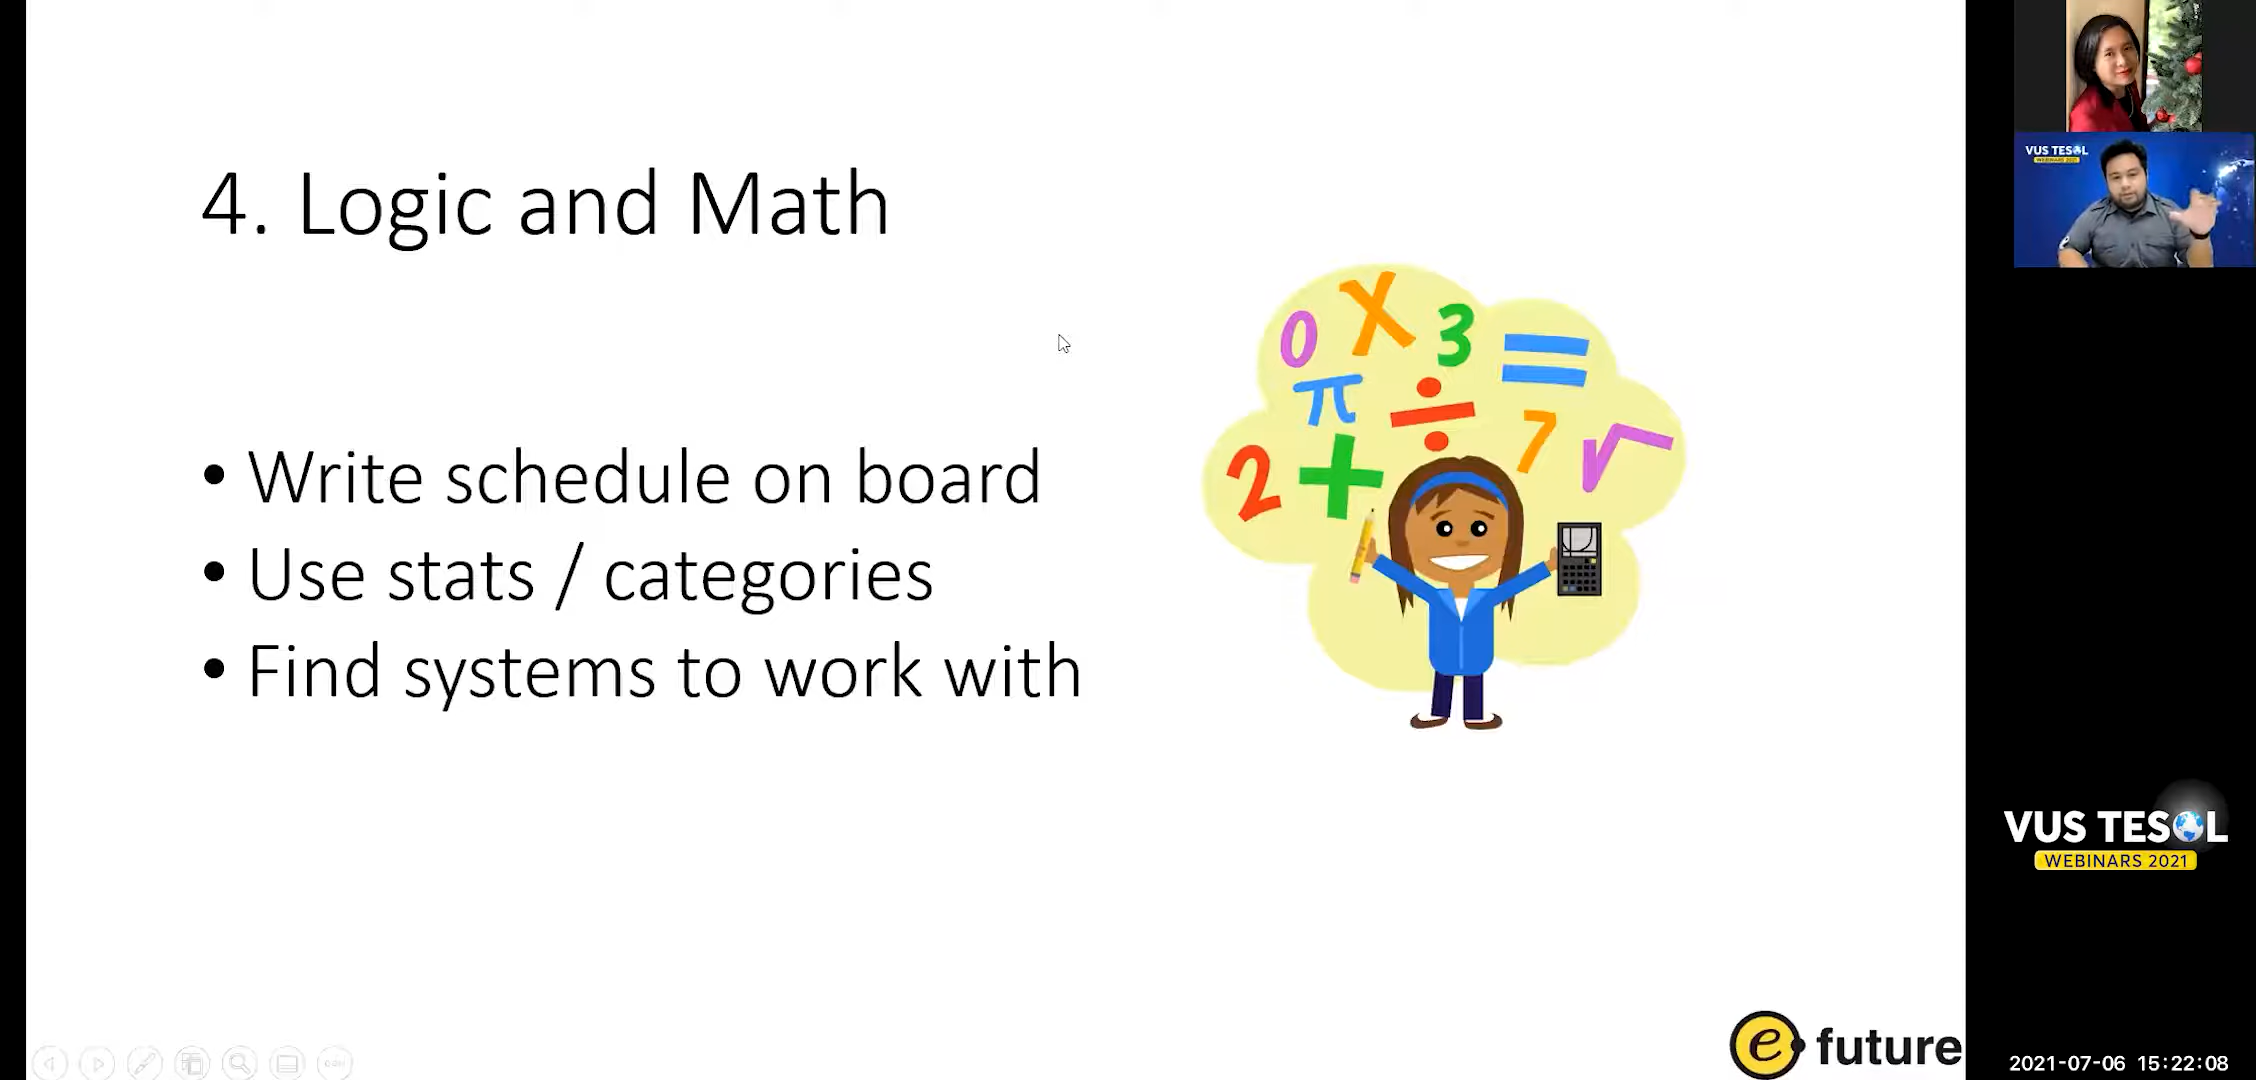 4. Logic and Math
• Write schedule on board
• Use stats / categories
• Find systems to work with
0 X 3 =
π ÷ 7 √
2 +
e future
VUS TESOL
WEBINARS 2021
VUS TESOL
WEBINARS 2021
2021-07-06 15:22:08